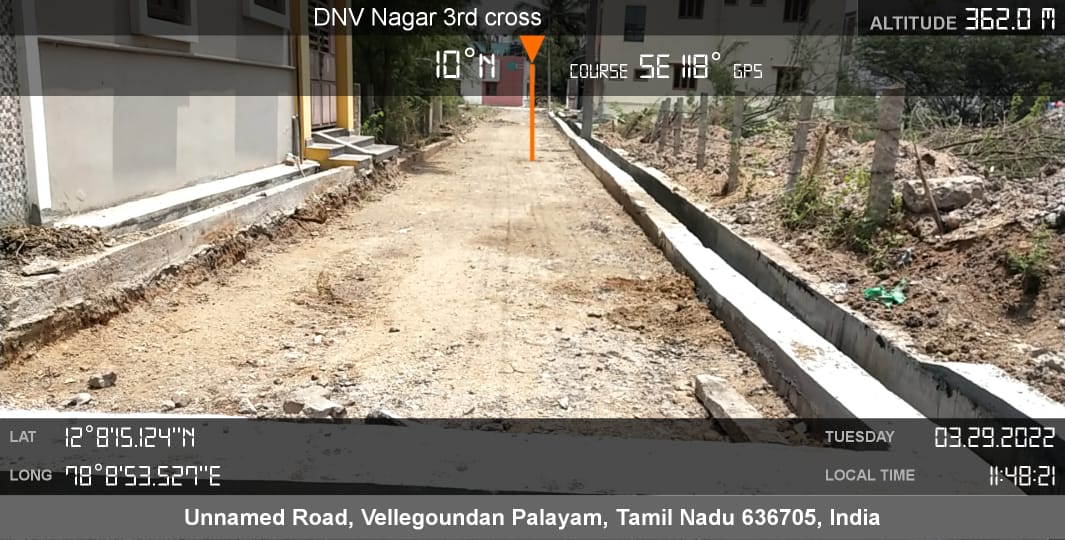 DNV Nagar 3rd cross
ALTITUDE 362.0 M
10°N
COURSE SE 118° GPS
LAT 12°8'15.124"N
TUESDAY 03.29.2022
LONG 78°8'53.527"E
LOCAL TIME 11:48:21
Unnamed Road, Vellegoundan Palayam, Tamil Nadu 636705, India